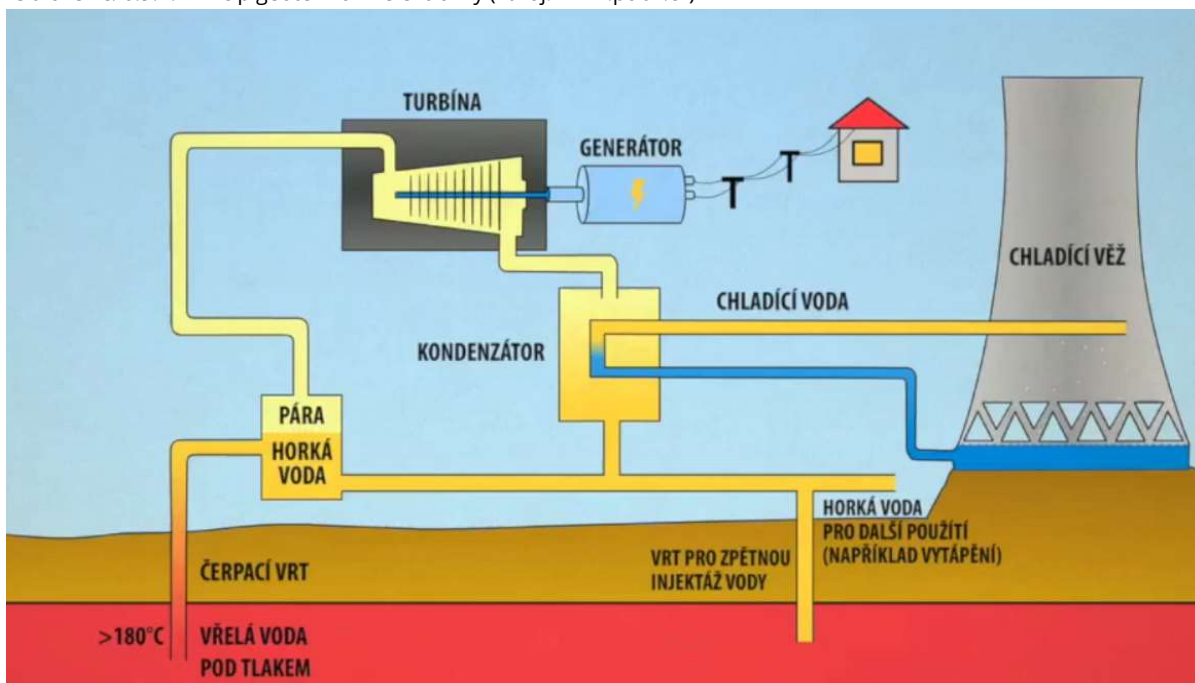 TURBÍNA
GENERÁTOR
CHLADÍCÍ VĚŽ
CHLADÍCÍ VODA
KONDENZÁTOR
PÁRA
HORKÁ
VODA
HORKÁ VODA
PRO DALŠÍ POUŽÍTÍ
(NAPŘÍKLAD VYTÁPĚNÍ)
VRT PRO ZPĚTNOU
INJEKTÁŽ VODY
ČERPACÍ VRT
>180°C
VŘELÁ VODA
POD TLAKEM